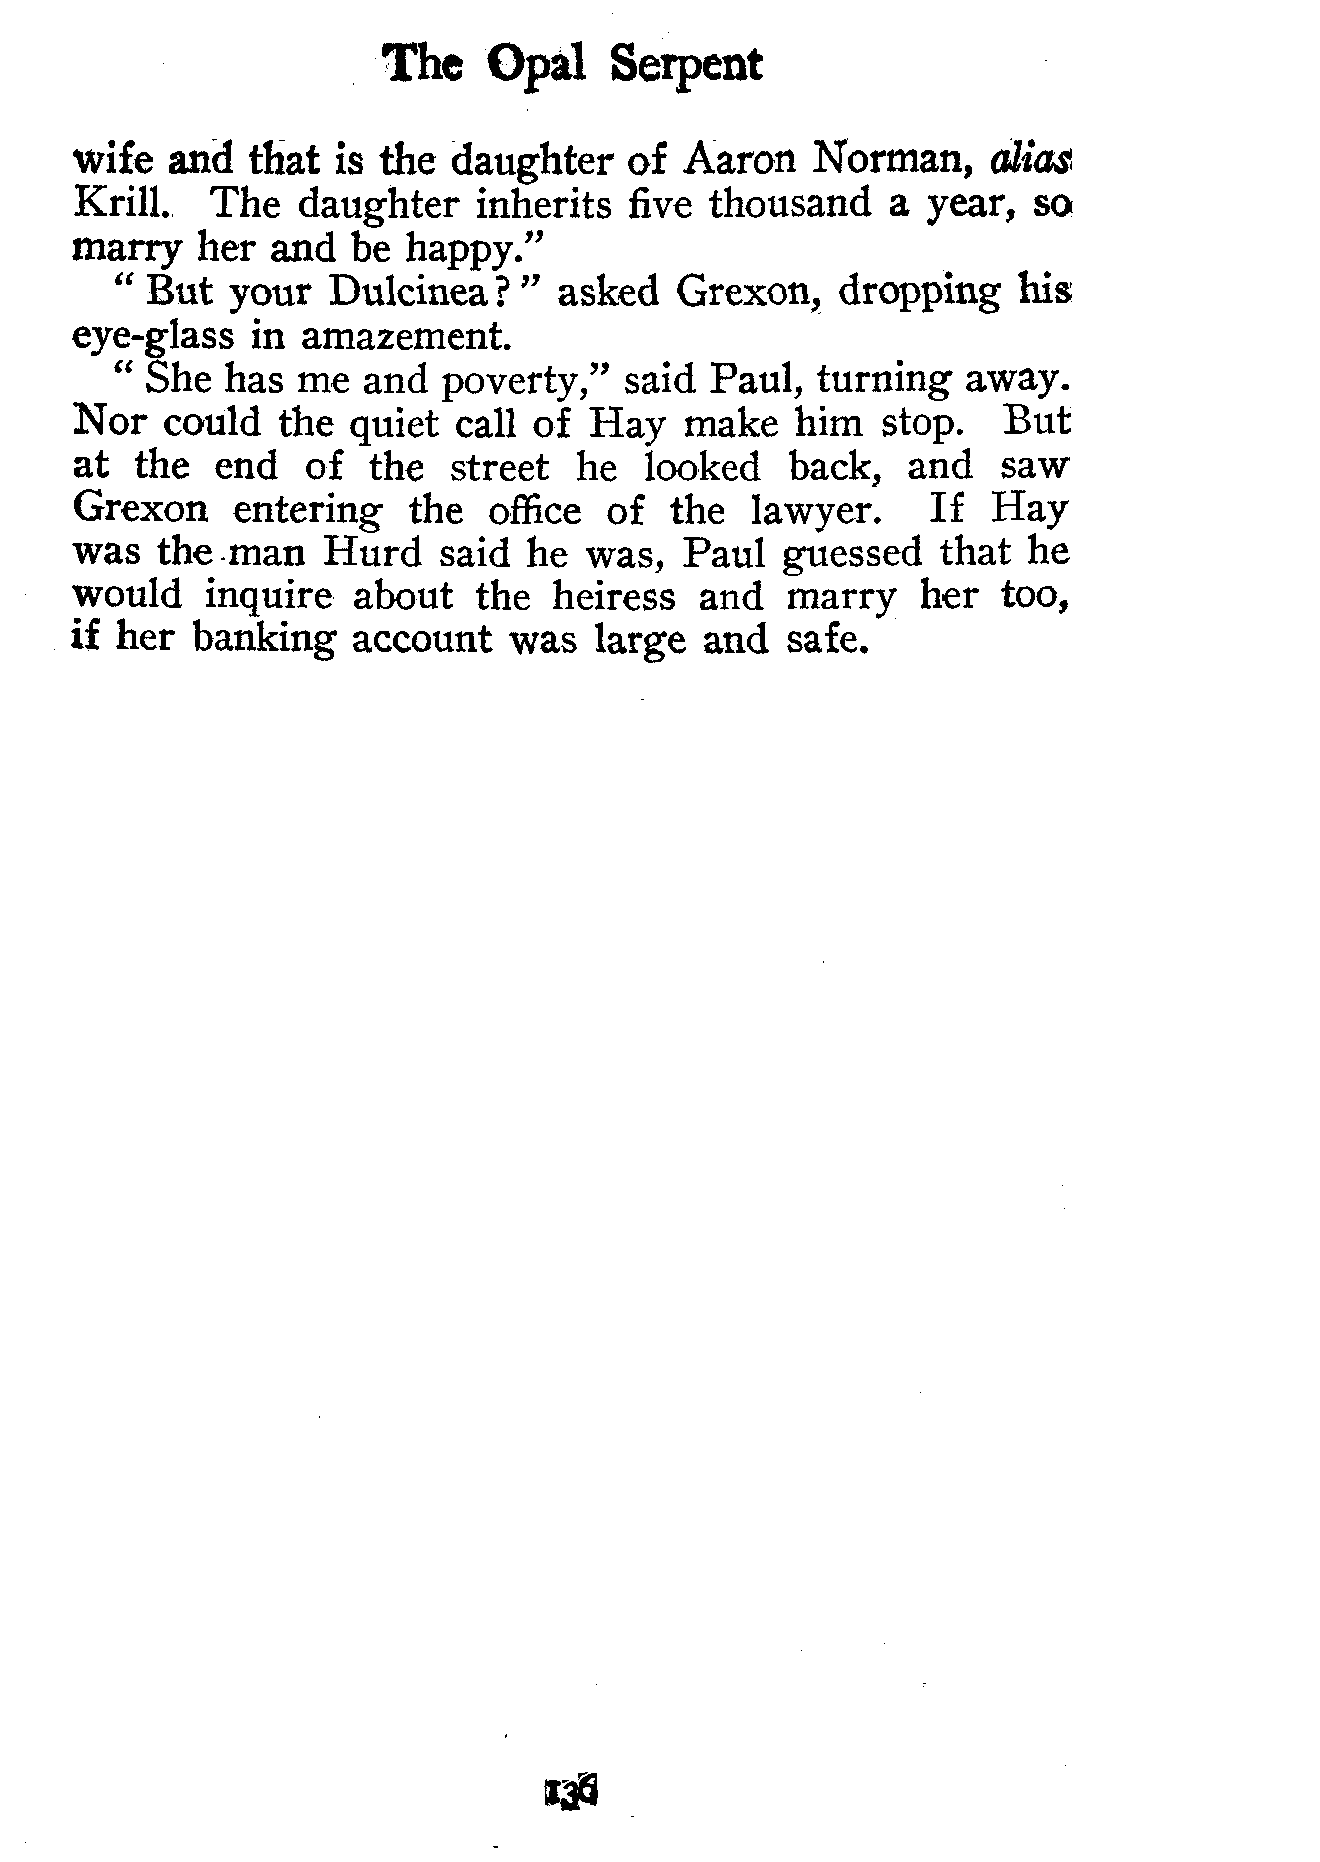 The Opal Serpent
wife and that is the daughter of Aaron Norman, alias
Krill. The daughter inherits five thousand a year, so
marry her and be happy.”
“ But your Dulcinea ? ” asked Grexon, dropping his
eye-glass in amazement.
“ She has me and poverty,” said Paul, turning away.
Nor could the quiet call of Hay make him stop. But
at the end of the street he looked back, and saw
Grexon entering the office of the lawyer. If Hay
was the man Hurd said he was, Paul guessed that he
would inquire about the heiress and marry her too,
if her banking account was large and safe.
136